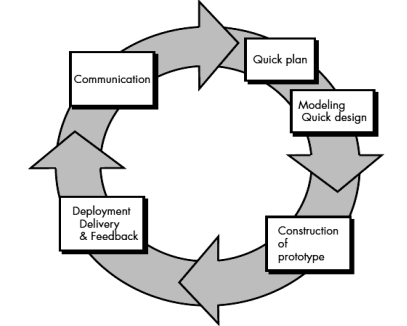 Communication
Quick plan
Modeling
Quick design
Construction
of
prototype
Deployment
Delivery
& Feedback